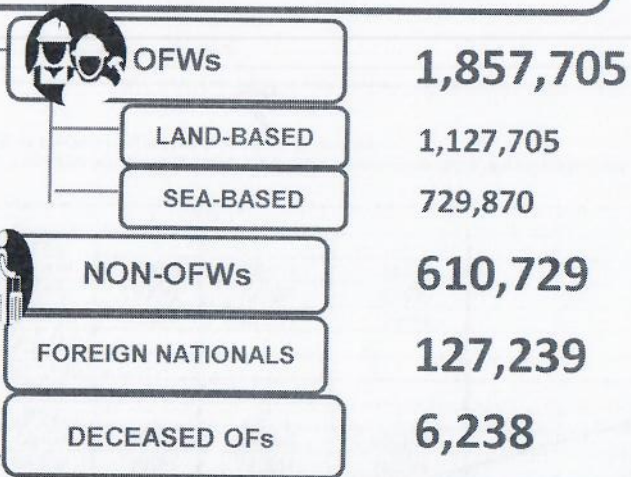 OFWs 1,857,705
LAND-BASED 1,127,705
SEA-BASED 729,870
NON-OFWs 610,729
FOREIGN NATIONALS 127,239
DECEASED OFs 6,238